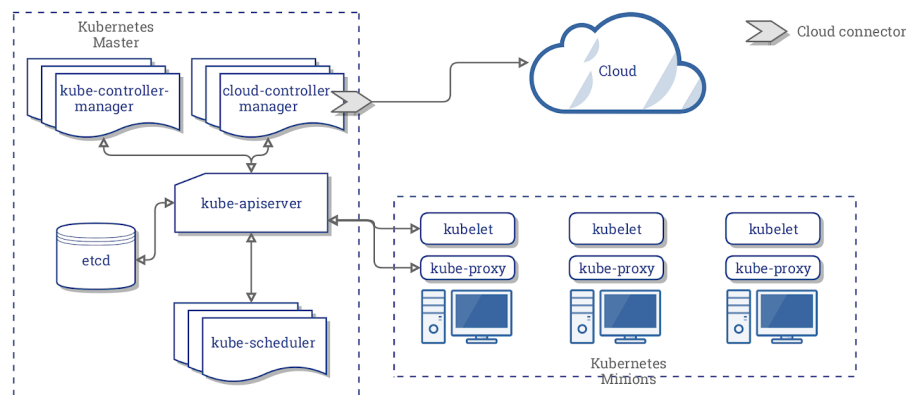 Kubernetes
Master
kube-controller-
manager
cloud-controller
manager
Cloud
Cloud connector
kube-apiserver
etcd
kube-scheduler
kubelet
kubelet
kubelet
kube-proxy
kube-proxy
kube-proxy
Kubernetes
Minions